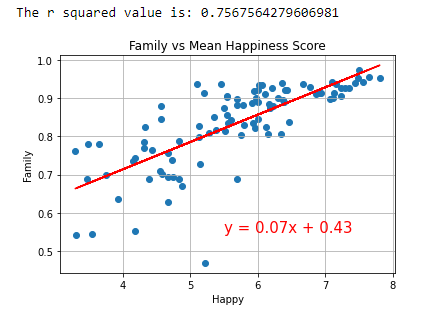 The r squared value is: 0.7567564279606981
Family vs Mean Happiness Score
1.0
0.9
0.8
0.7
0.6
0.5
Family
y = 0.07x + 0.43
4 5 6 7 8
Happy